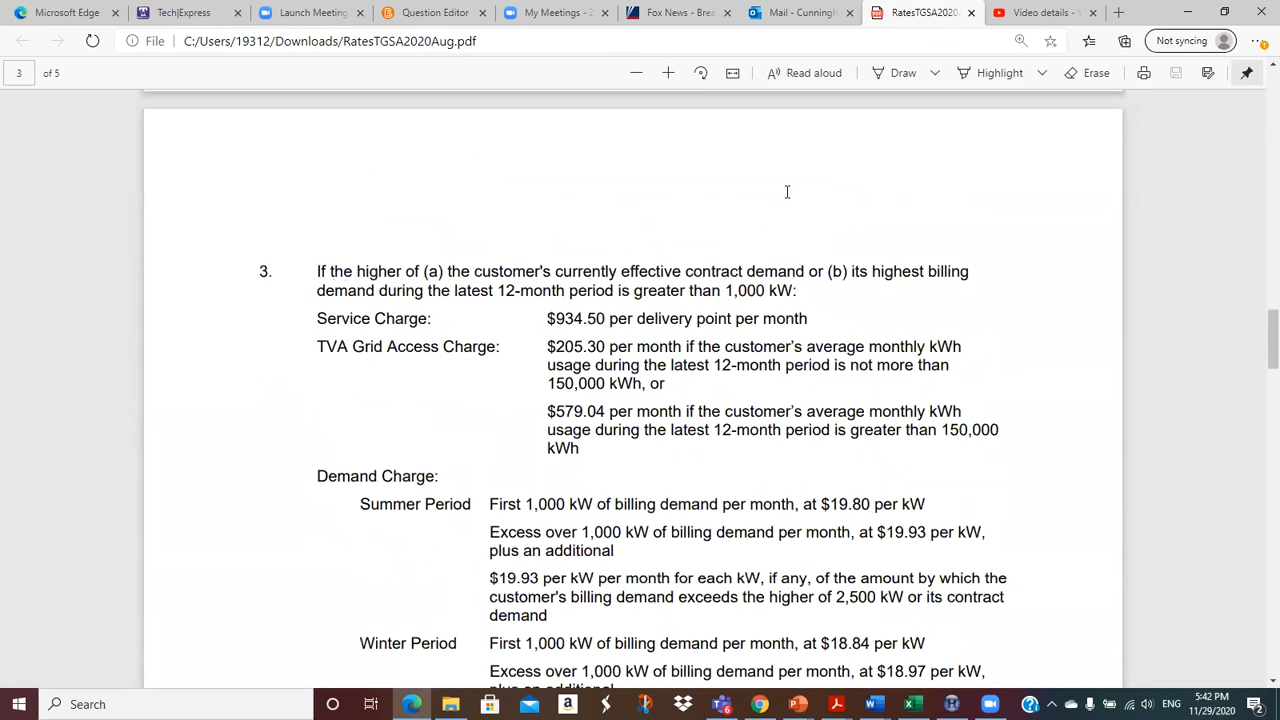 Microsoft Edge
Tech|Express
Launch Meeting
Question Editor
My Meetings - Z
Fox News - Brea
Mail - Cunningh
RatesTGSA2020
Video details - Y
File C:/Users/19312/Downloads/RatesTGSA2020Aug.pdf
Not syncing
3 of 5
Read aloud
Draw
Highlight
Erase
3. If the higher of (a) the customer's currently effective contract demand or (b) its highest billing
demand during the latest 12-month period is greater than 1,000 kW:
Service Charge: $934.50 per delivery point per month
TVA Grid Access Charge: $205.30 per month if the customer's average monthly kWh
usage during the latest 12-month period is not more than
150,000 kWh, or
$579.04 per month if the customer's average monthly kWh
usage during the latest 12-month period is greater than 150,000
kWh
Demand Charge:
Summer Period First 1,000 kW of billing demand per month, at $19.80 per kW
Excess over 1,000 kW of billing demand per month, at $19.93 per kW,
plus an additional
$19.93 per kW per month for each kW, if any, of the amount by which the
customer's billing demand exceeds the higher of 2,500 kW or its contract
demand
Winter Period First 1,000 kW of billing demand per month, at $18.84 per kW
Excess over 1,000 kW of billing demand per month, at $18.97 per kW,
plus an additional
Search
ENG
5:42 PM
11/29/2020